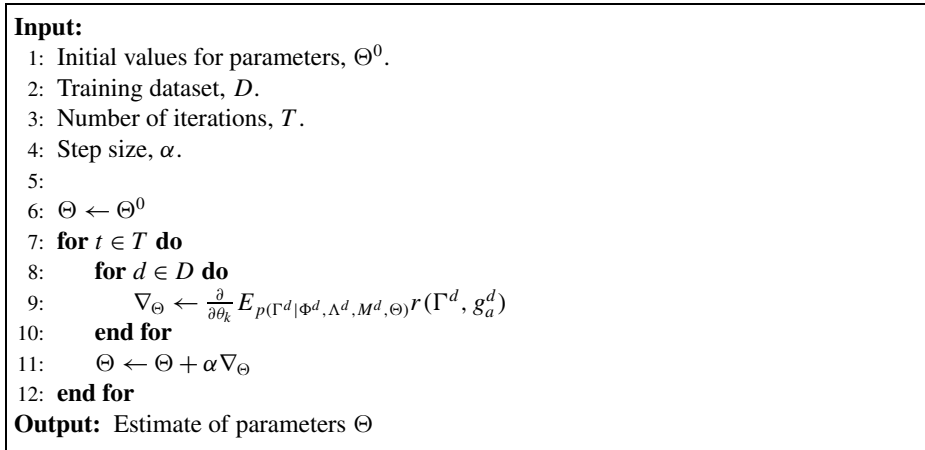 Input:
1: Initial values for parameters, Θ⁰.
2: Training dataset, D.
3: Number of iterations, T.
4: Step size, α.
5:
6: Θ ← Θ⁰
7: for t ∈ T do
8: for d ∈ D do
9: ∇_Θ ← ∂/∂θ_k E_{p(Γ^d|Φ^d,Λ^d,M^d,Θ)} r(Γ^d, g_a^d)
10: end for
11: Θ ← Θ + α∇_Θ
12: end for
Output: Estimate of parameters Θ